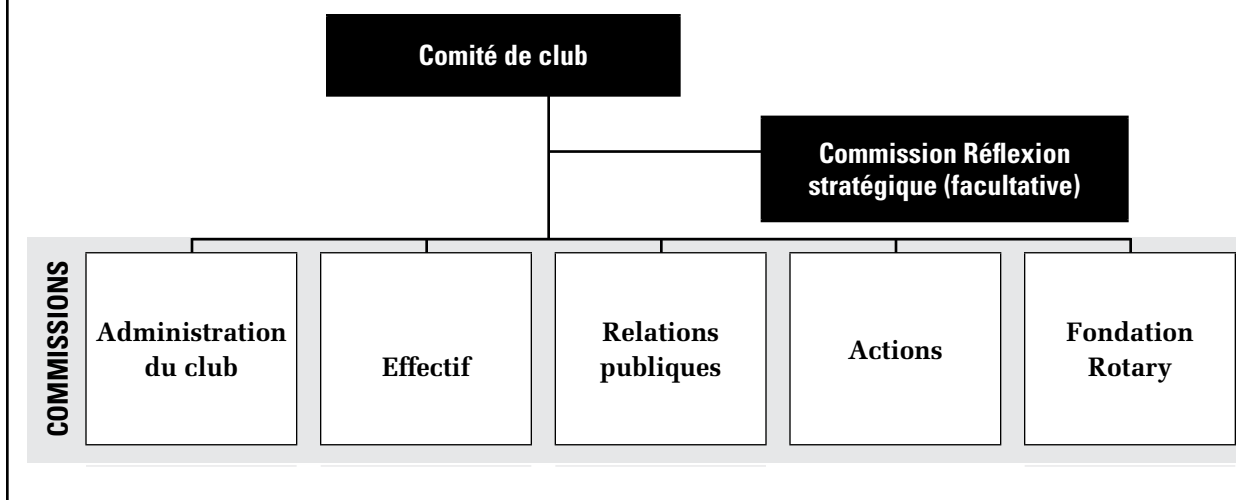 Comité de club
Commission Réflexion
stratégique (facultative)
COMMISSIONS
Administration
du club
Effectif
Relations
publiques
Actions
Fondation
Rotary